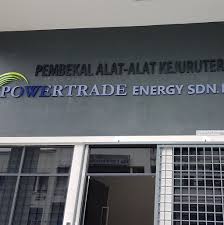 PEMBEKAL ALAT-ALAT KEJURUTER
POWERTRADE ENERGY SDN.